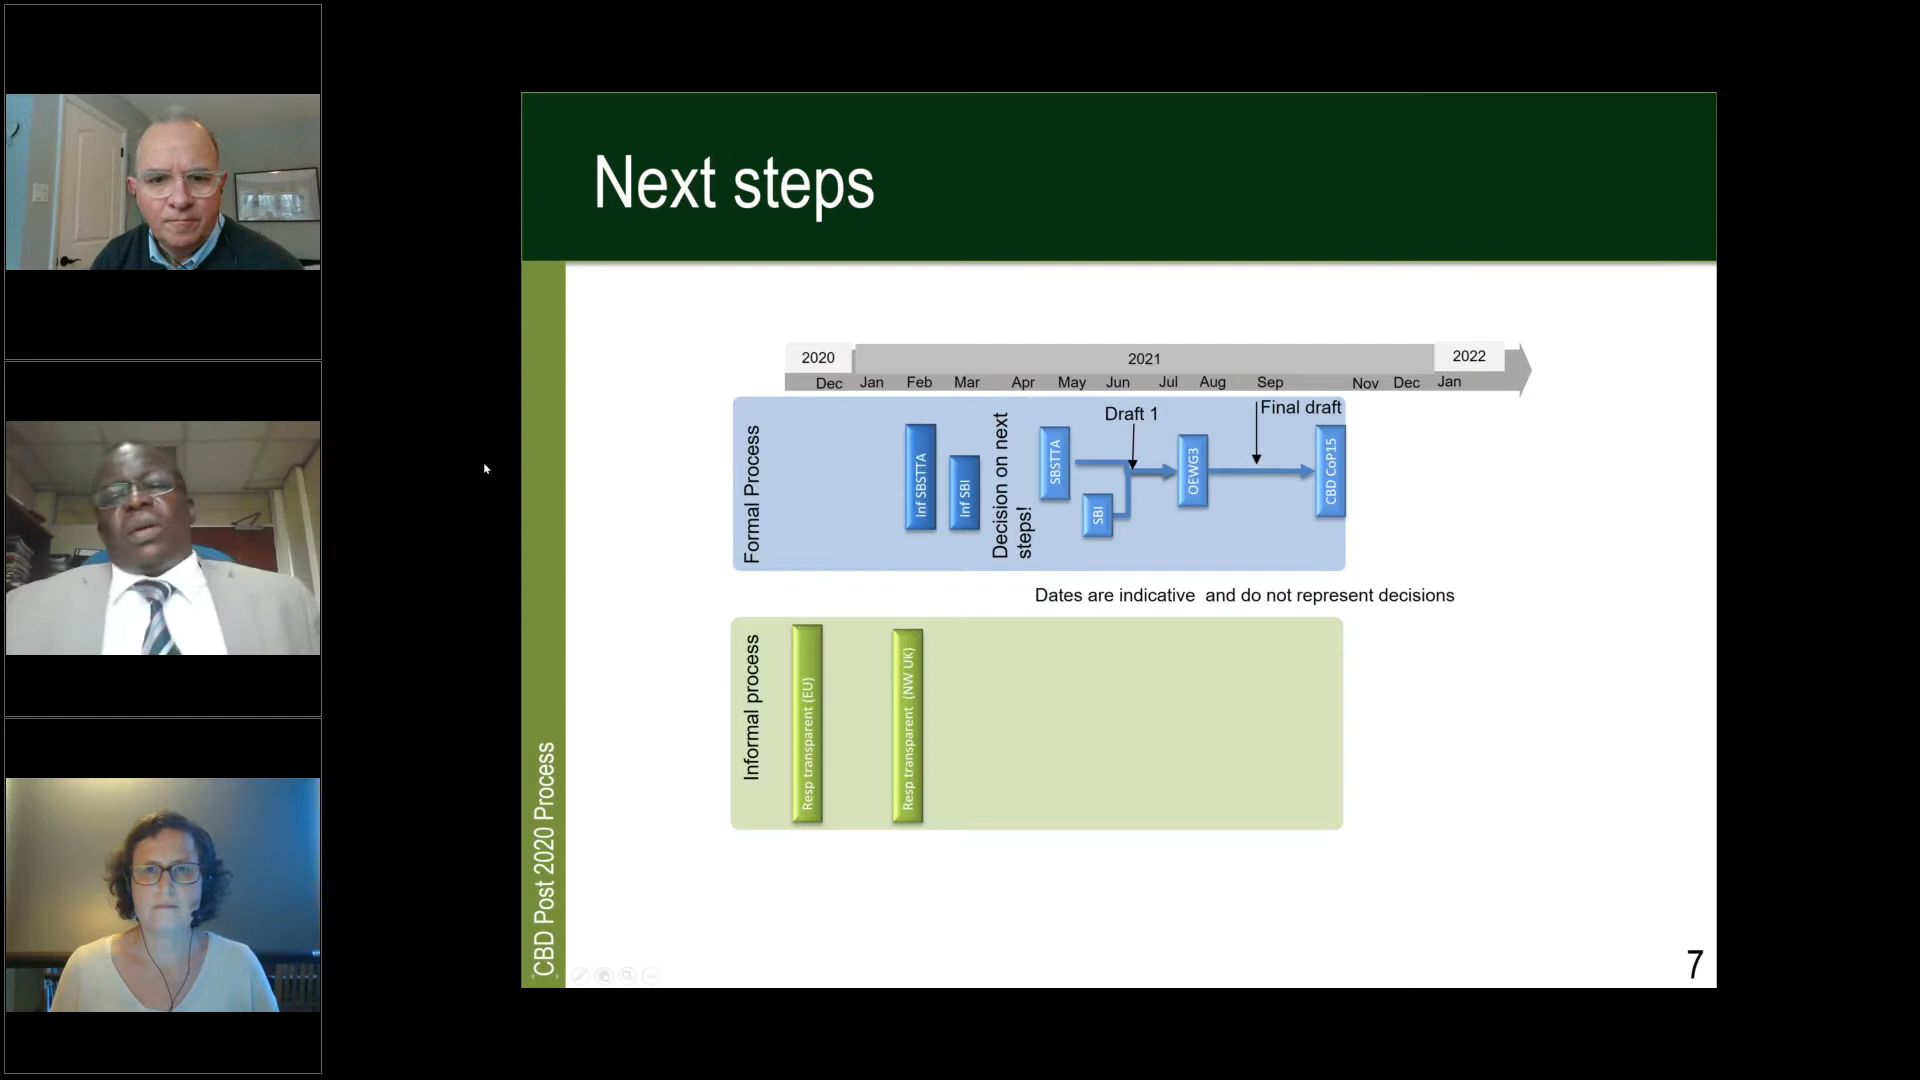 Next steps
2020
2021
2022
Dec Jan Feb Mar Apr May Jun Jul Aug Sep Nov Dec Jan
Formal Process
Inf SBSTTA
Inf SBI
Decision on next
steps!
SBSTTA
SBI
Draft 1
OEWG3
Final draft
CBD CoP15
Dates are indicative and do not represent decisions
Informal process
Resp transparent (EU)
Resp transparent (NW UK)
CBD Post 2020 Process
7